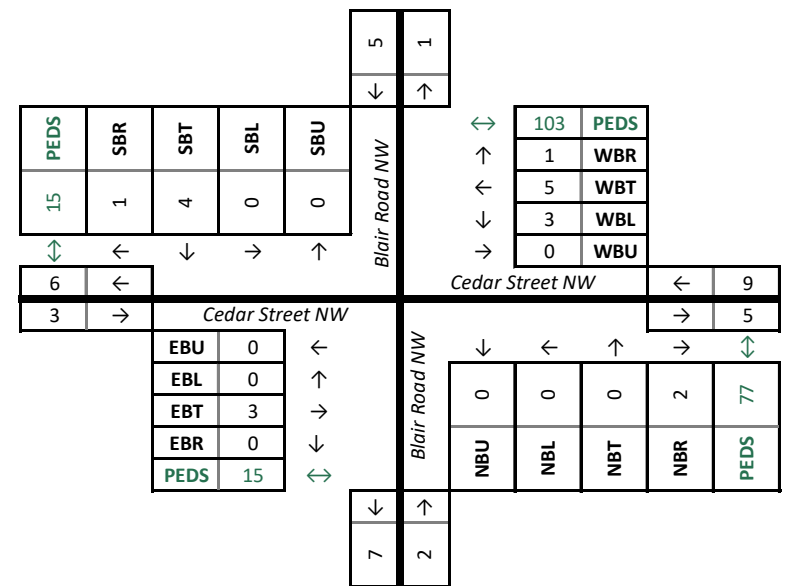 5 1
↓ ↑
PEDS SBR SBT SBL SBU
15 1 4 0 0
↕ ← ↓ → ↑
Blair Road NW
↔ 103 PEDS
↑ 1 WBR
← 5 WBT
↓ 3 WBL
→ 0 WBU
6 ←
Cedar Street NW
← 9
3 →
Cedar Street NW
→ 5
EBU 0 ←
EBL 0 ↑
EBT 3 →
EBR 0 ↓
PEDS 15 ↔
Blair Road NW
↓ ← ↑ → ↕
0 0 0 2 77
NBU NBL NBT NBR PEDS
↓ ↑
7 2